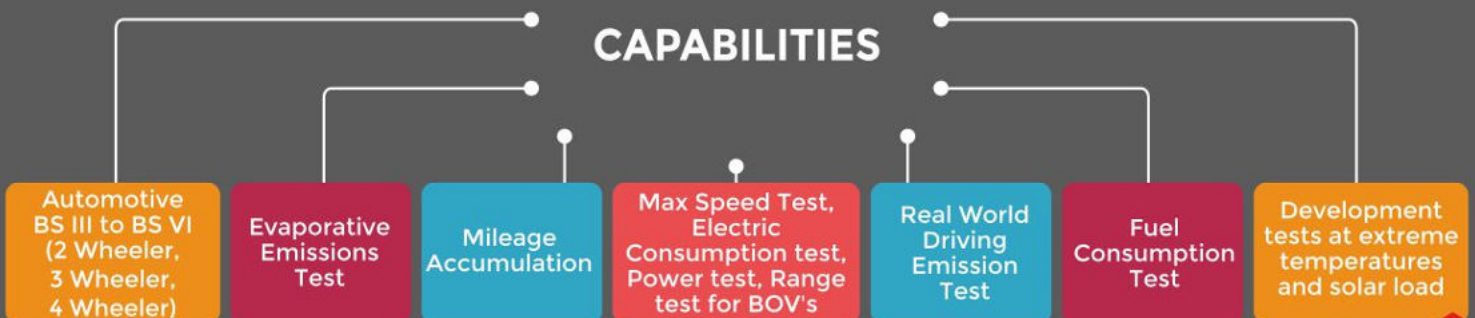 CAPABILITIES
Automotive
BS III to BS VI
(2 Wheeler,
3 Wheeler,
4 Wheeler)
Evaporative
Emissions
Test
Mileage
Accumulation
Max Speed Test,
Electric
Consumption test,
Power test, Range
test for BOV's
Real World
Driving
Emission
Test
Fuel
Consumption
Test
Development
tests at extreme
temperatures
and solar load